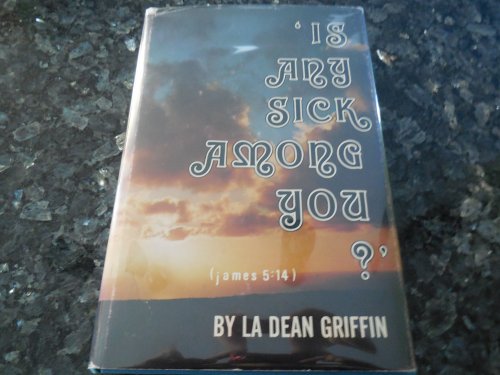 'IS
ANY
SICK
AMONG
YOU
?'
(james 5:14)
BY LA DEAN GRIFFIN